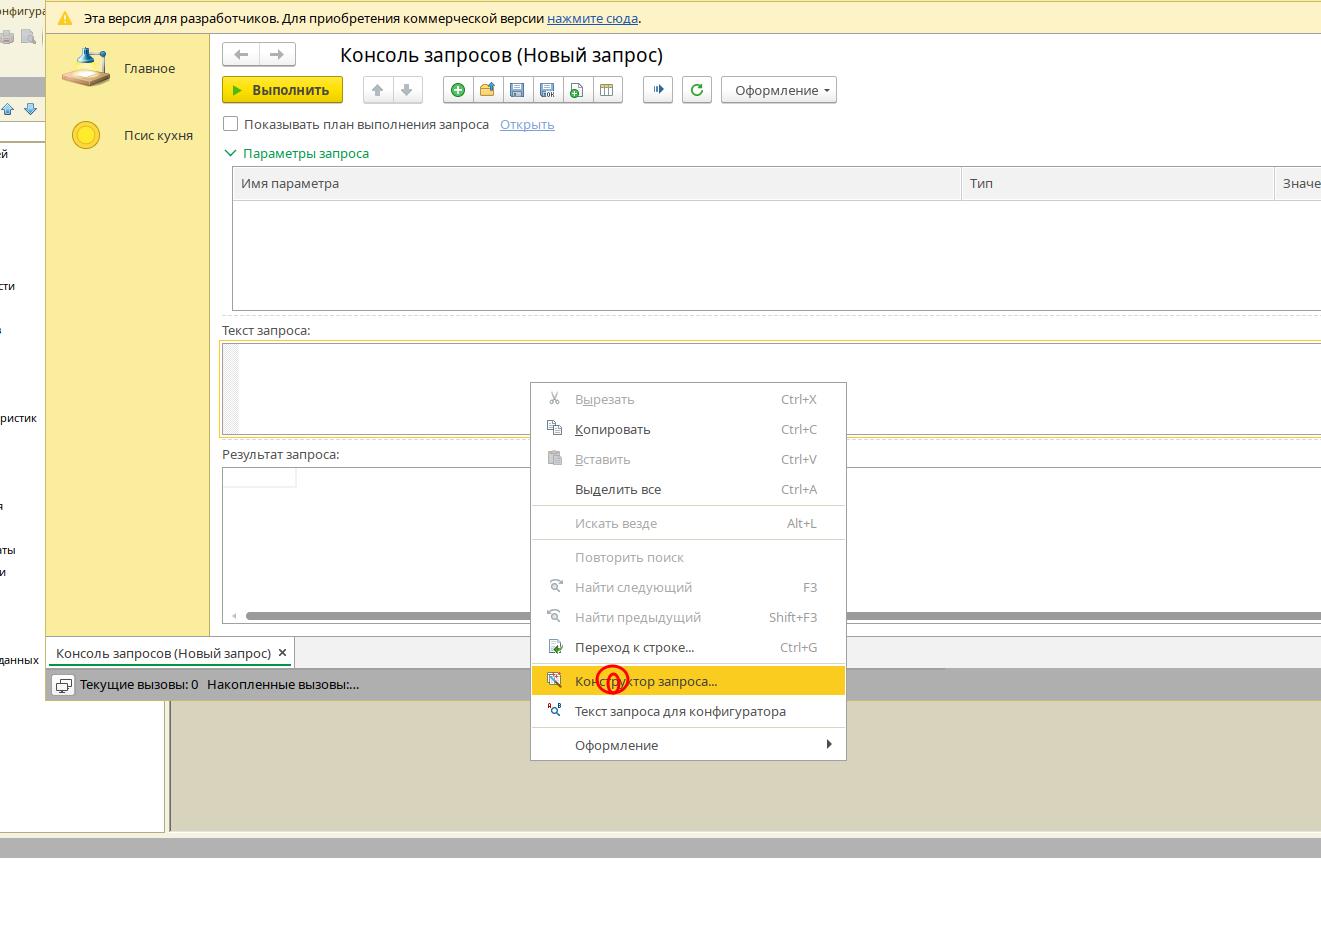 Эта версия для разработчиков. Для приобретения коммерческой версии нажмите сюда.
Главное
Псис кухня
Консоль запросов (Новый запрос)
Выполнить
Оформление
Показывать план выполнения запроса Открыть
Параметры запроса
Имя параметра Тип Значе
Текст запроса:
Результат запроса:
Вырезать Ctrl+X
Копировать Ctrl+C
Вставить Ctrl+V
Выделить все Ctrl+A
Искать везде Alt+L
Повторить поиск
Найти следующий F3
Найти предыдущий Shift+F3
Переход к строке... Ctrl+G
Конструктор запроса...
Текст запроса для конфигуратора
Оформление
Консоль запросов (Новый запрос) ×
Текущие вызовы: 0 Накопленные вызовы:...
онфигура
ей
сти
в
ристик
я
аты
и
данных